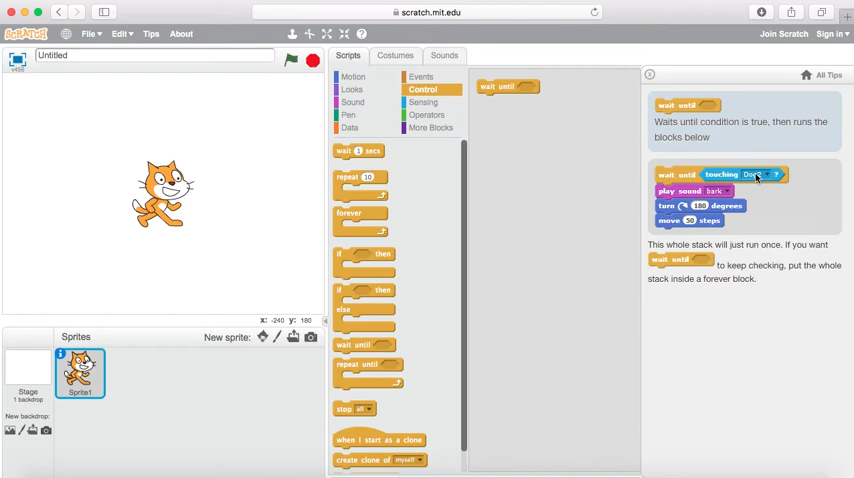 scratch.mit.edu
SCRATCH
File
Edit
Tips
About
Join Scratch
Sign in
v456
Untitled
x: -240 y: 180
Sprites
New sprite:
Stage
1 backdrop
New backdrop:
Sprite1
Scripts
Costumes
Sounds
Motion
Looks
Sound
Pen
Data
Events
Control
Sensing
Operators
More Blocks
wait 1 secs
repeat 10
forever
if then
if then
else
wait until
repeat until
stop all
when I start as a clone
create clone of myself
wait until
All Tips
wait until
Waits until condition is true, then runs the
blocks below
wait until touching ?
play sound bark
turn 180 degrees
move 50 steps
This whole stack will just run once. If you want
wait until to keep checking, put the whole
stack inside a forever block.